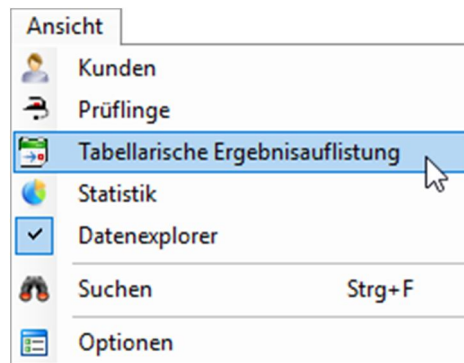 Ansicht
Kunden
Prüflinge
Tabellarische Ergebnisauflistung
Statistik
Datenexplorer
Suchen Strg+F
Optionen